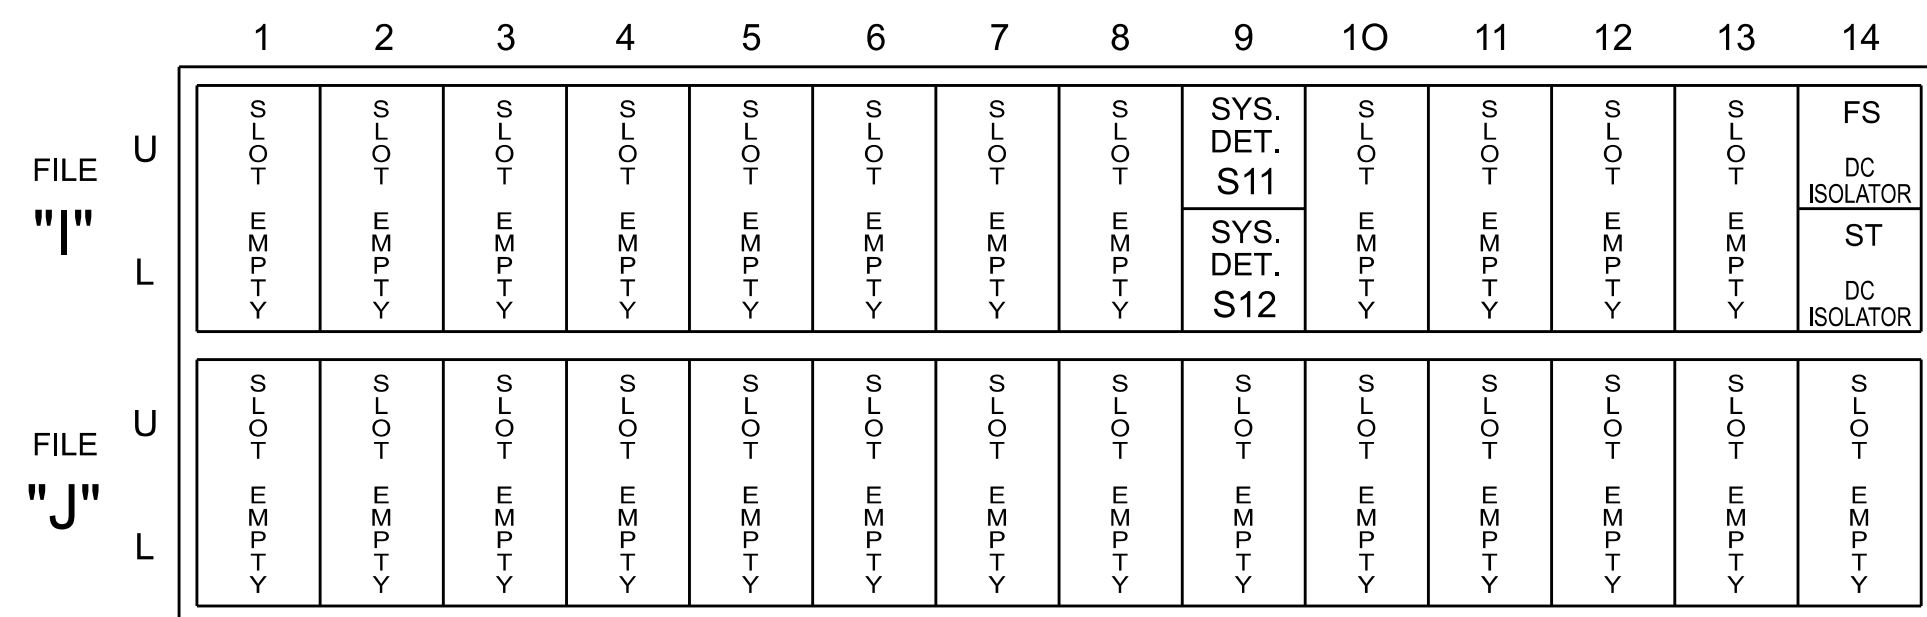 1 2 3 4 5 6 7 8 9 10 11 12 13 14
FILE "I"
U
L
SLOT EMPTY
SLOT EMPTY
SLOT EMPTY
SLOT EMPTY
SLOT EMPTY
SLOT EMPTY
SLOT EMPTY
SLOT EMPTY
SYS.
DET.
S11
SYS.
DET.
S12
SLOT EMPTY
SLOT EMPTY
SLOT EMPTY
SLOT EMPTY
FS
DC
ISOLATOR
ST
DC
ISOLATOR
FILE "J"
U
L
SLOT EMPTY
SLOT EMPTY
SLOT EMPTY
SLOT EMPTY
SLOT EMPTY
SLOT EMPTY
SLOT EMPTY
SLOT EMPTY
SLOT EMPTY
SLOT EMPTY
SLOT EMPTY
SLOT EMPTY
SLOT EMPTY
SLOT EMPTY